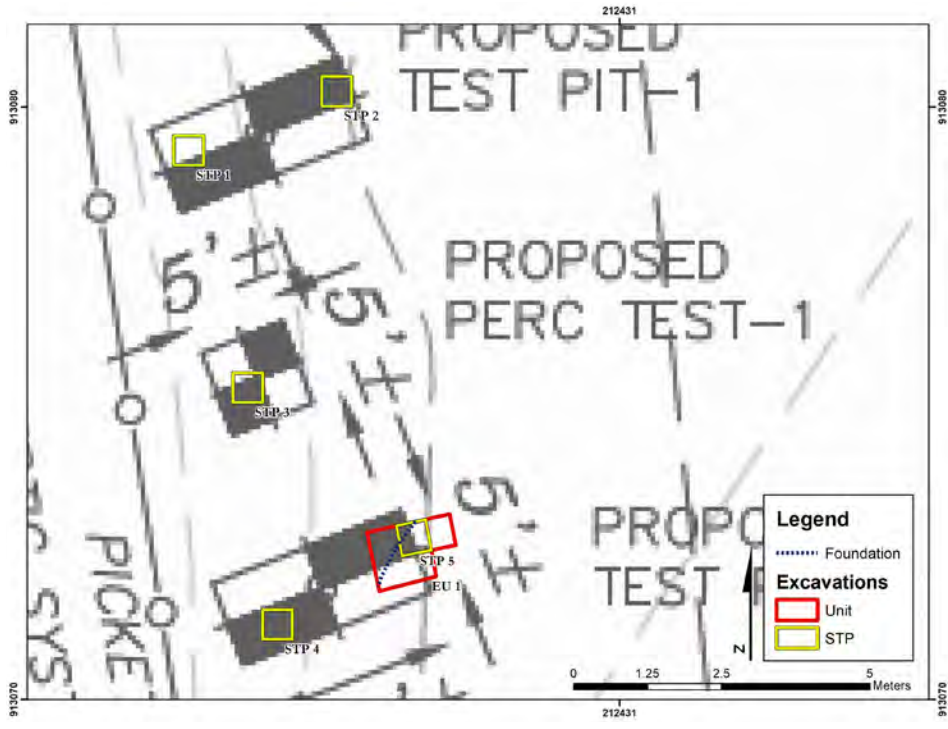 212431
913080
913080
PROPOSED
TEST PIT-1
STP 2
STP 1
5' ±
5' ±
PROPOSED
PERC TEST-1
STP 3
5' ±
STP 5
EU 1
STP 4
PICKE
SYS
PROPO
TEST P
Legend
Foundation
Excavations
Unit
STP
N
0 1.25 2.5 5
Meters
913070
913070
212431